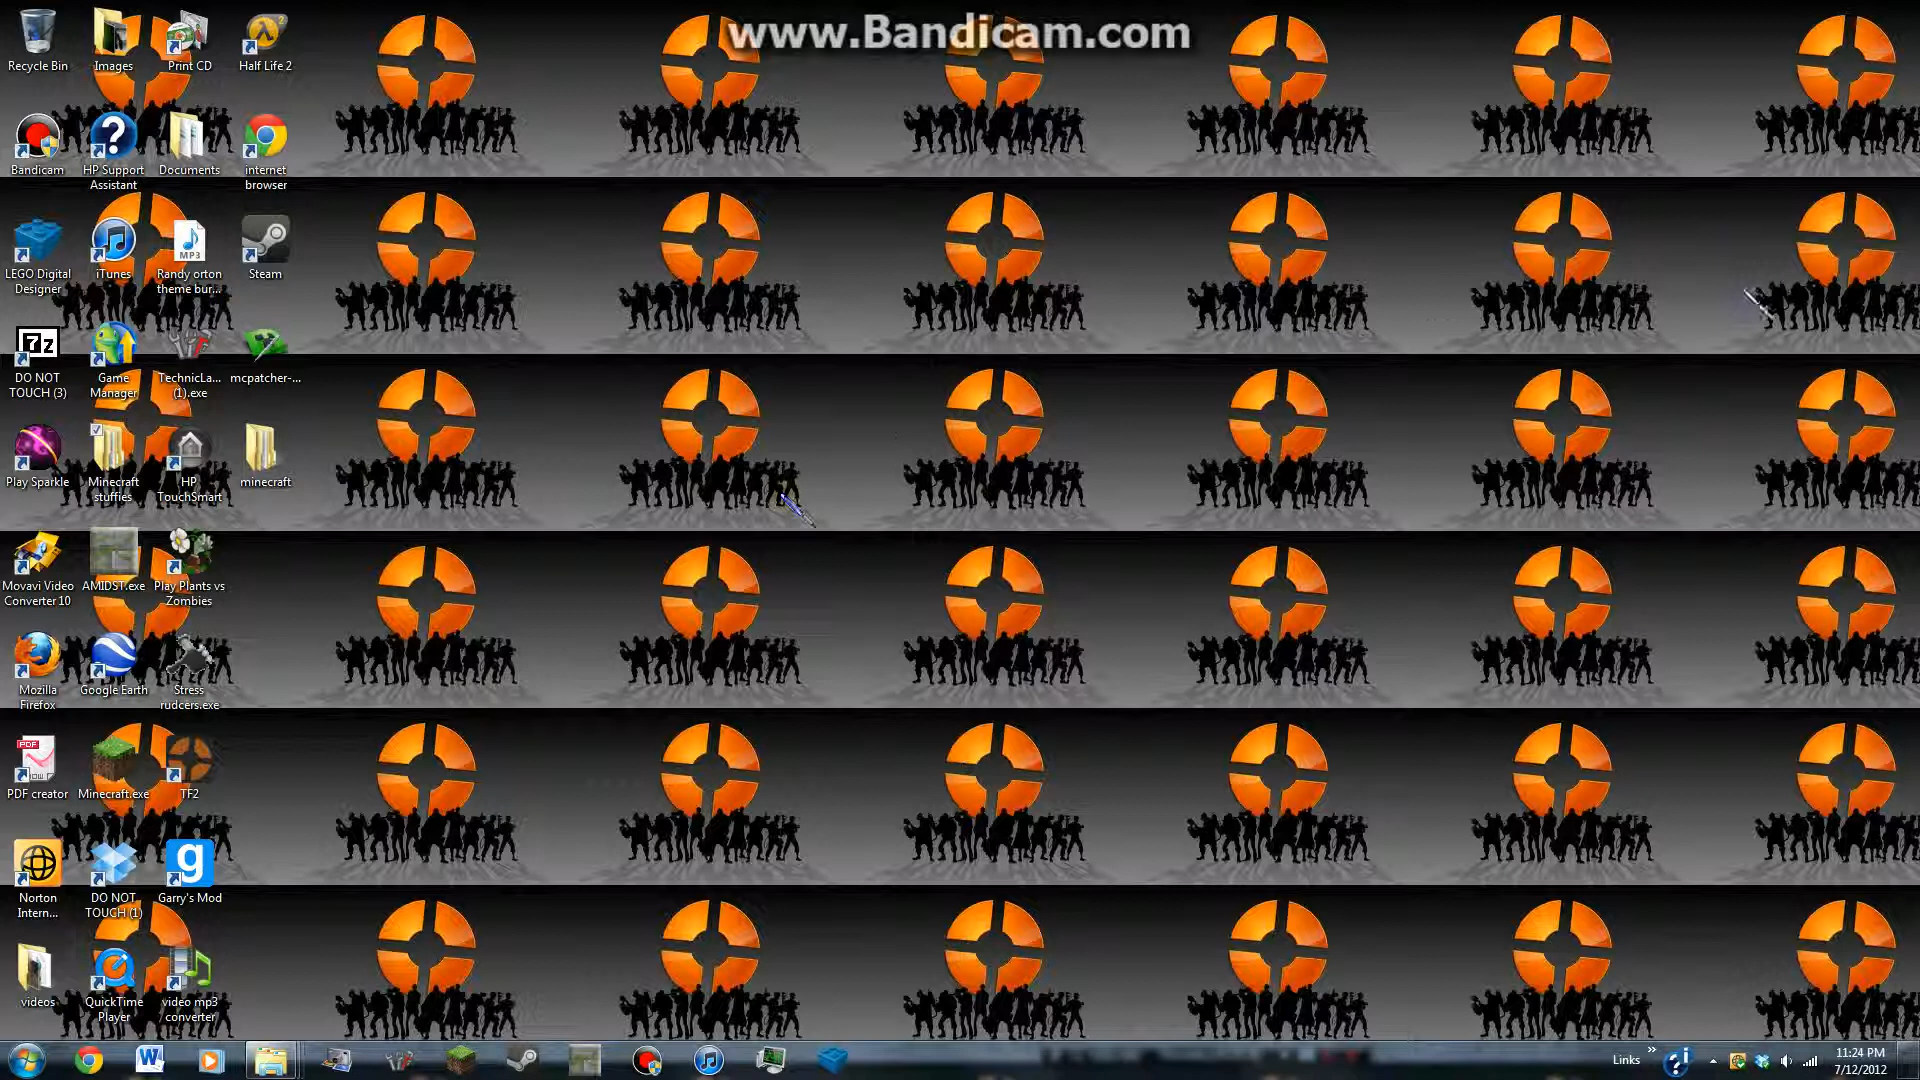 www.Bandicam.com
Recycle Bin
Images
Print CD
Half Life 2
Bandicam
HP Support
Assistant
Documents
internet
browser
LEGO Digital
Designer
iTunes
MP3
Randy orton
theme bur...
Steam
7z
DO NOT
TOUCH (3)
Game
Manager
TechnicLa...
(1).exe
mcpatcher-...
Play Sparkle
Minecraft
stuffies
HP
TouchSmart
minecraft
Movavi Video
Converter 10
AMIDST.exe
Play Plants vs
Zombies
Mozilla
Firefox
Google Earth
Stress
rudcers.exe
PDF
PDF creator
Minecraft.exe
TF2
Norton
Intern...
DO NOT
TOUCH (1)
g
Garry's Mod
videos
QuickTime
Player
video mp3
converter
W
Links
11:24 PM
7/12/2012